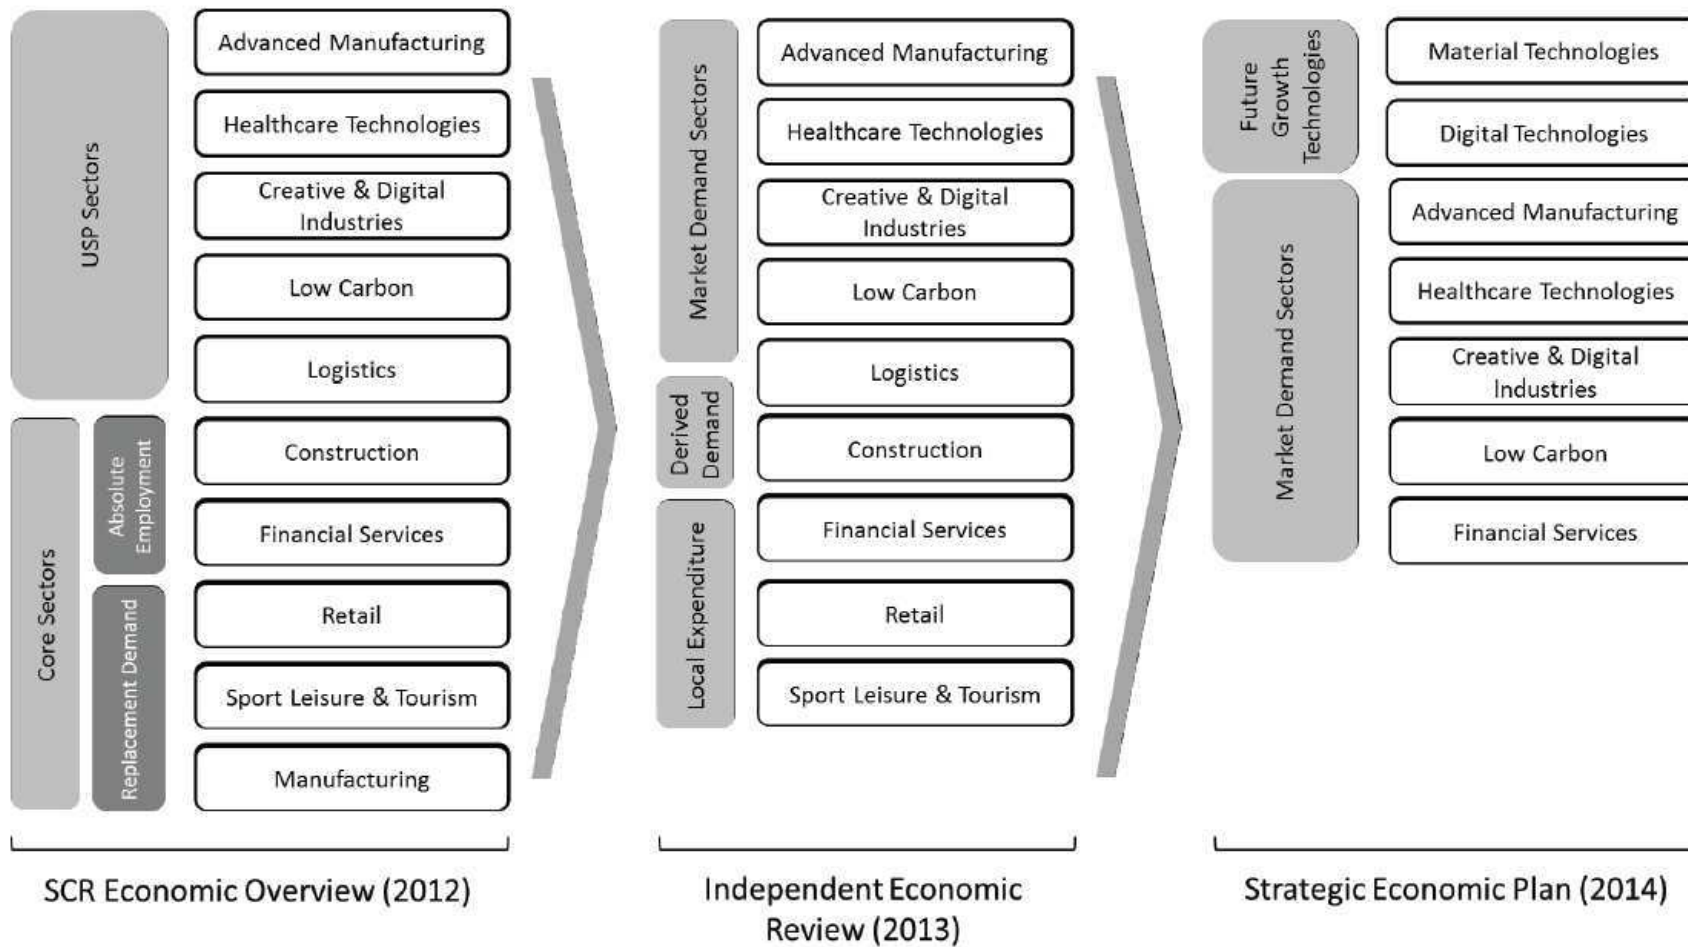 USP Sectors
Advanced Manufacturing
Healthcare Technologies
Creative & Digital
Industries
Low Carbon
Logistics
Core Sectors
Absolute
Employment
Construction
Financial Services
Replacement Demand
Retail
Sport Leisure & Tourism
Manufacturing
SCR Economic Overview (2012)
Market Demand Sectors
Advanced Manufacturing
Healthcare Technologies
Creative & Digital
Industries
Low Carbon
Logistics
Derived
Demand
Construction
Local Expenditure
Financial Services
Retail
Sport Leisure & Tourism
Independent Economic
Review (2013)
Future
Growth
Technologies
Material Technologies
Digital Technologies
Market Demand Sectors
Advanced Manufacturing
Healthcare Technologies
Creative & Digital
Industries
Low Carbon
Financial Services
Strategic Economic Plan (2014)